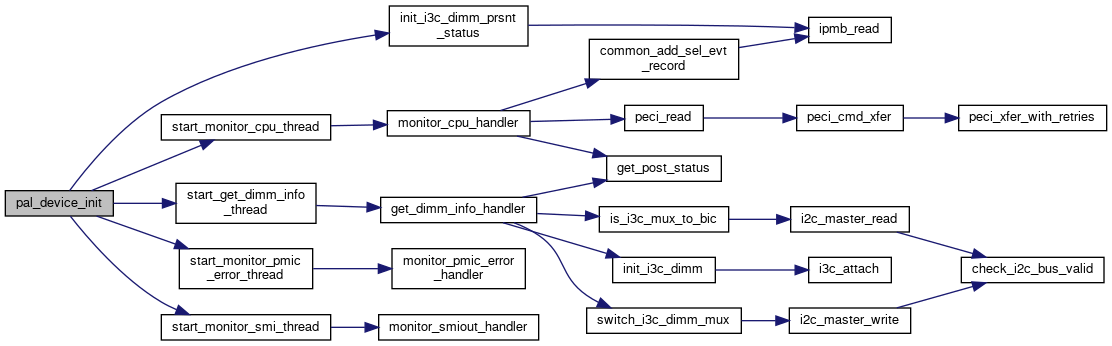 pal_device_init
init_i3c_dimm_prsnt
_status
start_monitor_cpu_thread
start_get_dimm_info
_thread
start_monitor_pmic
_error_thread
start_monitor_smi_thread
monitor_cpu_handler
get_dimm_info_handler
monitor_pmic_error
_handler
monitor_smiout_handler
common_add_sel_evt
_record
peci_read
get_post_status
is_i3c_mux_to_bic
init_i3c_dimm
switch_i3c_dimm_mux
ipmb_read
peci_cmd_xfer
i2c_master_read
i3c_attach
i2c_master_write
peci_xfer_with_retries
check_i2c_bus_valid